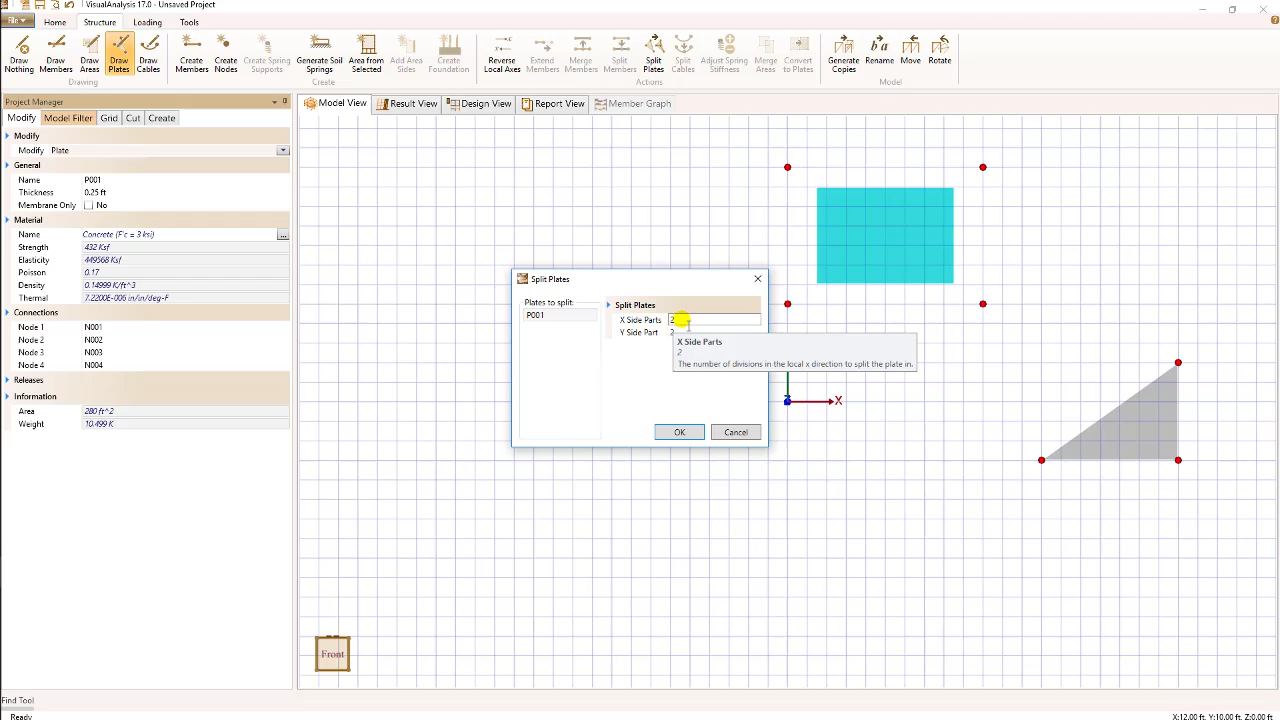 VisualAnalysis 17.0 - Unsaved Project
File Home Structure Loading Tools
Draw Nothing
Draw Members
Draw Areas
Draw Plates
Draw Cables
Create Members
Create Nodes
Create Spring Supports
Generate Soil Springs
Area from Selected
Add Area Sides
Create Foundation
Reverse Local Axes
Extend Members
Merge Members
Split Members
Split Plates
Split Cables
Adjust Spring Stiffness
Merge Areas
Convert to Plates
Generate Copies
Rename
Move
Rotate
Drawing Create Actions Model
Project Manager
Model View Result View Design View Report View Member Graph
Modify Model Filter Grid Cut Create
Modify
Modify Plate
General
Name P001
Thickness 0.25 ft
Membrane Only No
Material
Name Concrete (F'c = 3 ksi) ...
Strength 432 Ksf
Elasticity 449568 Ksf
Poisson 0.17
Density 0.14999 K/ft^3
Thermal 7.2200E-006 in/in/deg-F
Connections
Node 1 N001
Node 2 N002
Node 3 N003
Node 4 N004
Releases
Information
Area 280 ft^2
Weight 10.499 K
Split Plates
Plates to split:
P001
Split Plates
X Side Parts 2
Y Side Part 2
X Side Parts
2
The number of divisions in the local x direction to split the plate in.
OK Cancel
X
Front
Find Tool
Ready X:12.00 ft. Y:10.00 ft. Z:0.00 ft.